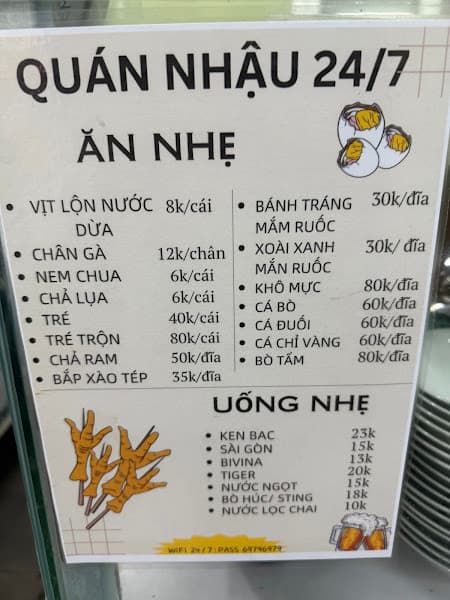 QUÁN NHẬU 24/7
ĂN NHẸ
• VỊT LỘN NƯỚC DỪA 8k/cái
• CHÂN GÀ 12k/chân
• NEM CHUA 6k/cái
• CHẢ LỤA 6k/cái
• TRÉ 40k/cái
• TRÉ TRỘN 80k/cái
• CHẢ RAM 50k/đĩa
• BẮP XÀO TÉP 35k/đĩa
• BÁNH TRÁNG MẮM RUỐC 30k/đĩa
• XOÀI XANH MẮN RUỐC 30k/ đĩa
• KHÔ MỰC 80k/đĩa
• CÁ BÒ 60k/đĩa
• CÁ ĐUỐI 60k/đĩa
• CÁ CHỈ VÀNG 60k/đĩa
• BÒ TẨM 80k/đĩa
UỐNG NHẸ
• KEN BẠC 23k
• SÀI GÒN 15k
• BIVINA 13k
• TIGER 20k
• NƯỚC NGỌT 15k
• BÒ HÚC/ STING 18k
• NƯỚC LỌC CHAI 10k
WIFI 24 / 7 : PASS 69796979